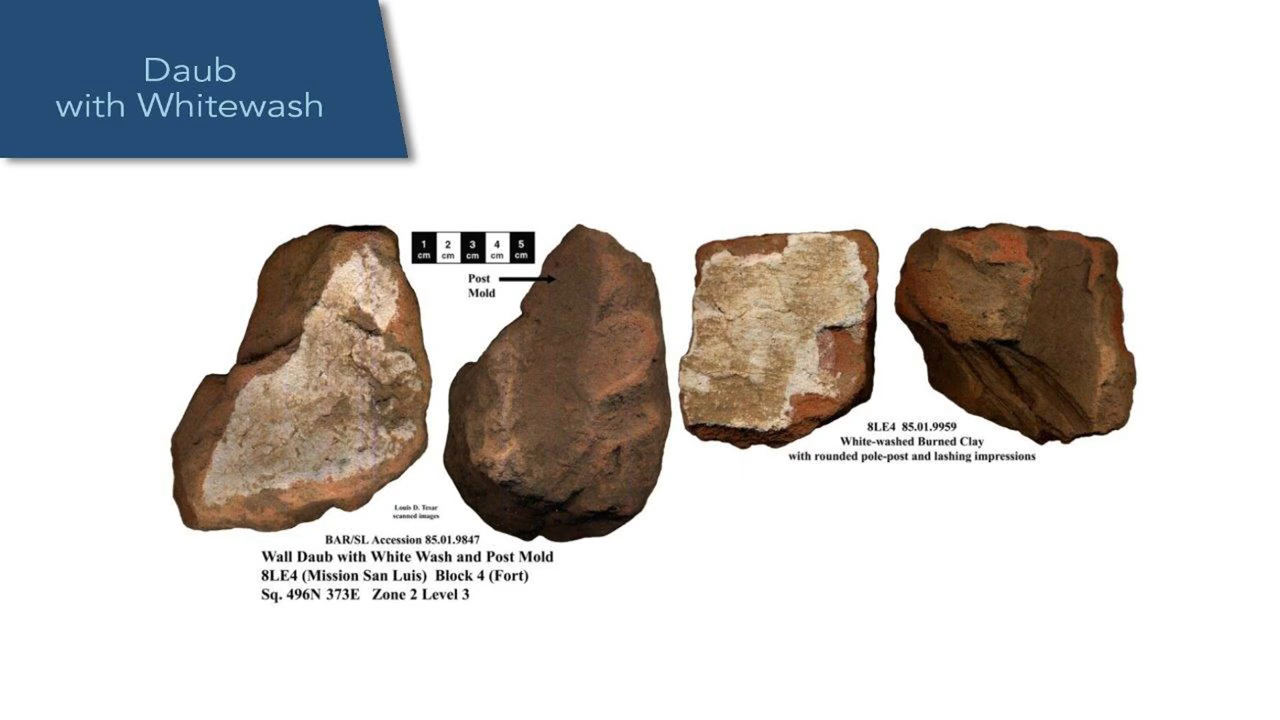 Daub
with Whitewash
1 2 3 4 5
cm cm cm cm cm
Post
Mold
8LE4 85.01.9959
White-washed Burned Clay
with rounded pole-post and lashing impressions
Louis D. Tesar
scanned images
BAR/SL Accession 85.01.9847
Wall Daub with White Wash and Post Mold
8LE4 (Mission San Luis) Block 4 (Fort)
Sq. 496N 373E Zone 2 Level 3